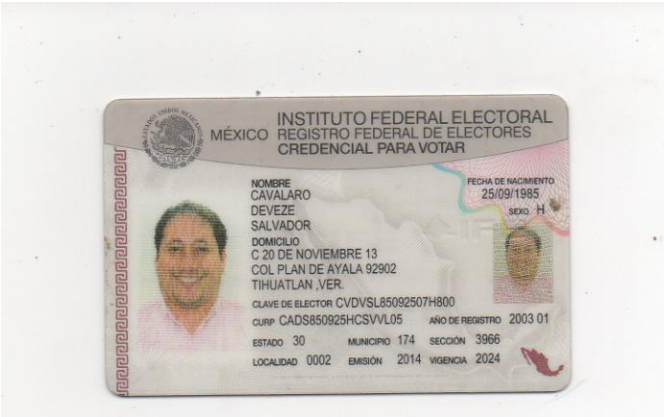 INSTITUTO FEDERAL ELECTORAL
MÉXICO REGISTRO FEDERAL DE ELECTORES
CREDENCIAL PARA VOTAR
NOMBRE
CAVALARO
DEVEZE
SALVADOR
FECHA DE NACIMIENTO
25/09/1985
SEXO H
DOMICILIO
C 20 DE NOVIEMBRE 13
COL PLAN DE AYALA 92902
TIHUATLAN ,VER.
CLAVE DE ELECTOR CVDVSL85092507H800
CURP CADS850925HCSVVL05 AÑO DE REGISTRO 2003 01
ESTADO 30 MUNICIPIO 174 SECCIÓN 3966
LOCALIDAD 0002 EMISIÓN 2014 VIGENCIA 2024